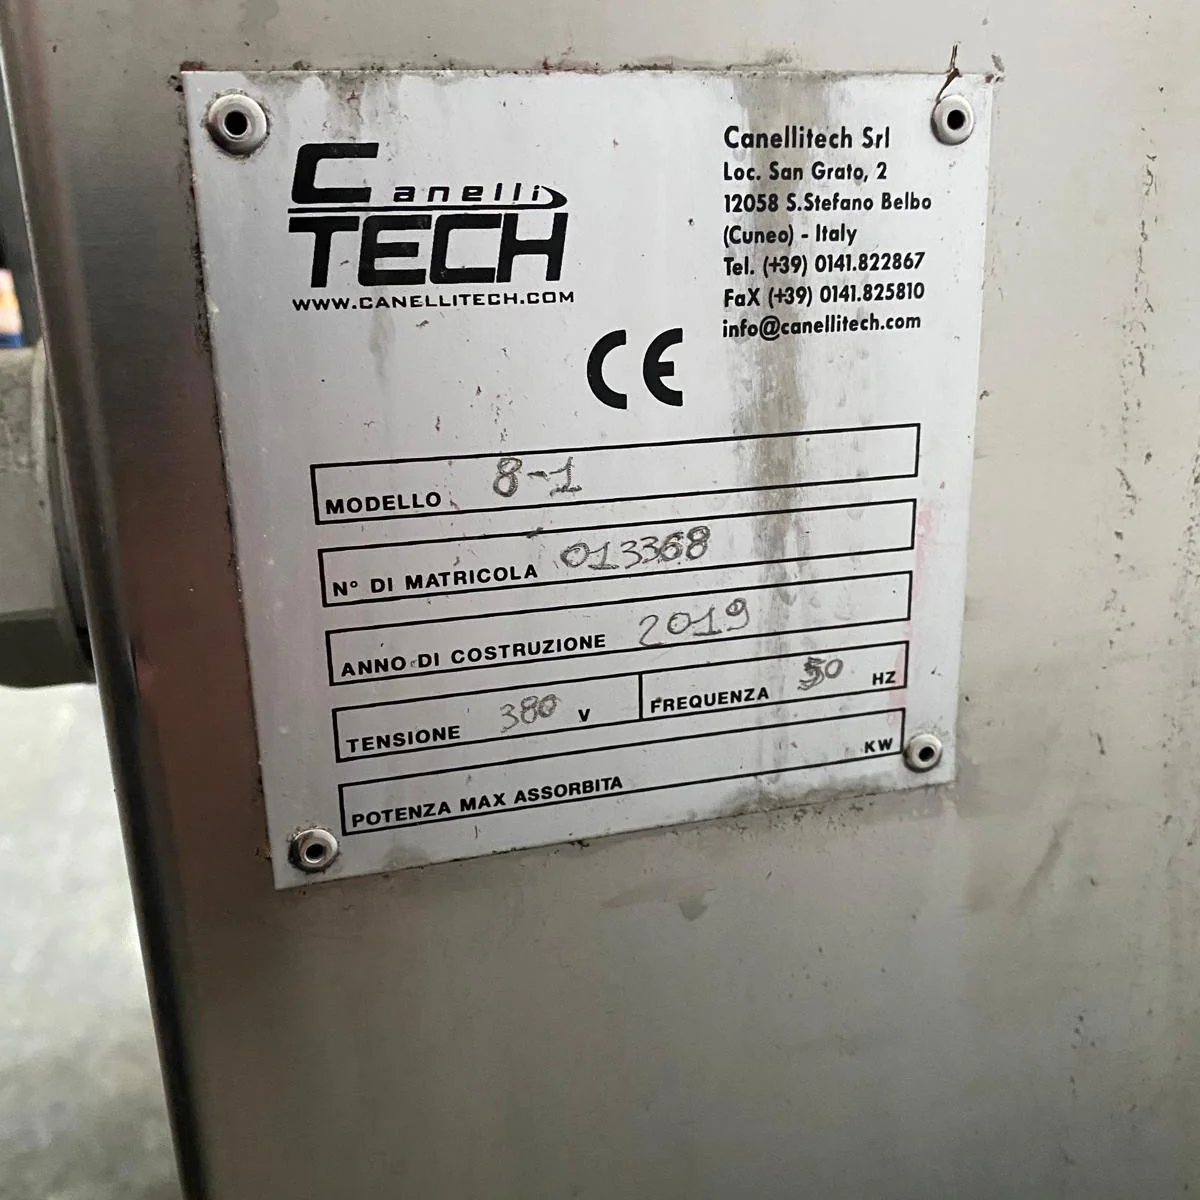 Canelli
TECH
WWW.CANELLITECH.COM
Canellitech Srl
Loc. San Grato, 2
12058 S.Stefano Belbo
(Cuneo) - Italy
Tel. (+39) 0141.822867
FaX (+39) 0141.825810
info@canellitech.com
CE
MODELLO 8-1
N° DI MATRICOLA 013368
ANNO DI COSTRUZIONE 2019
TENSIONE 380 V FREQUENZA 50 HZ
POTENZA MAX ASSORBITA KW